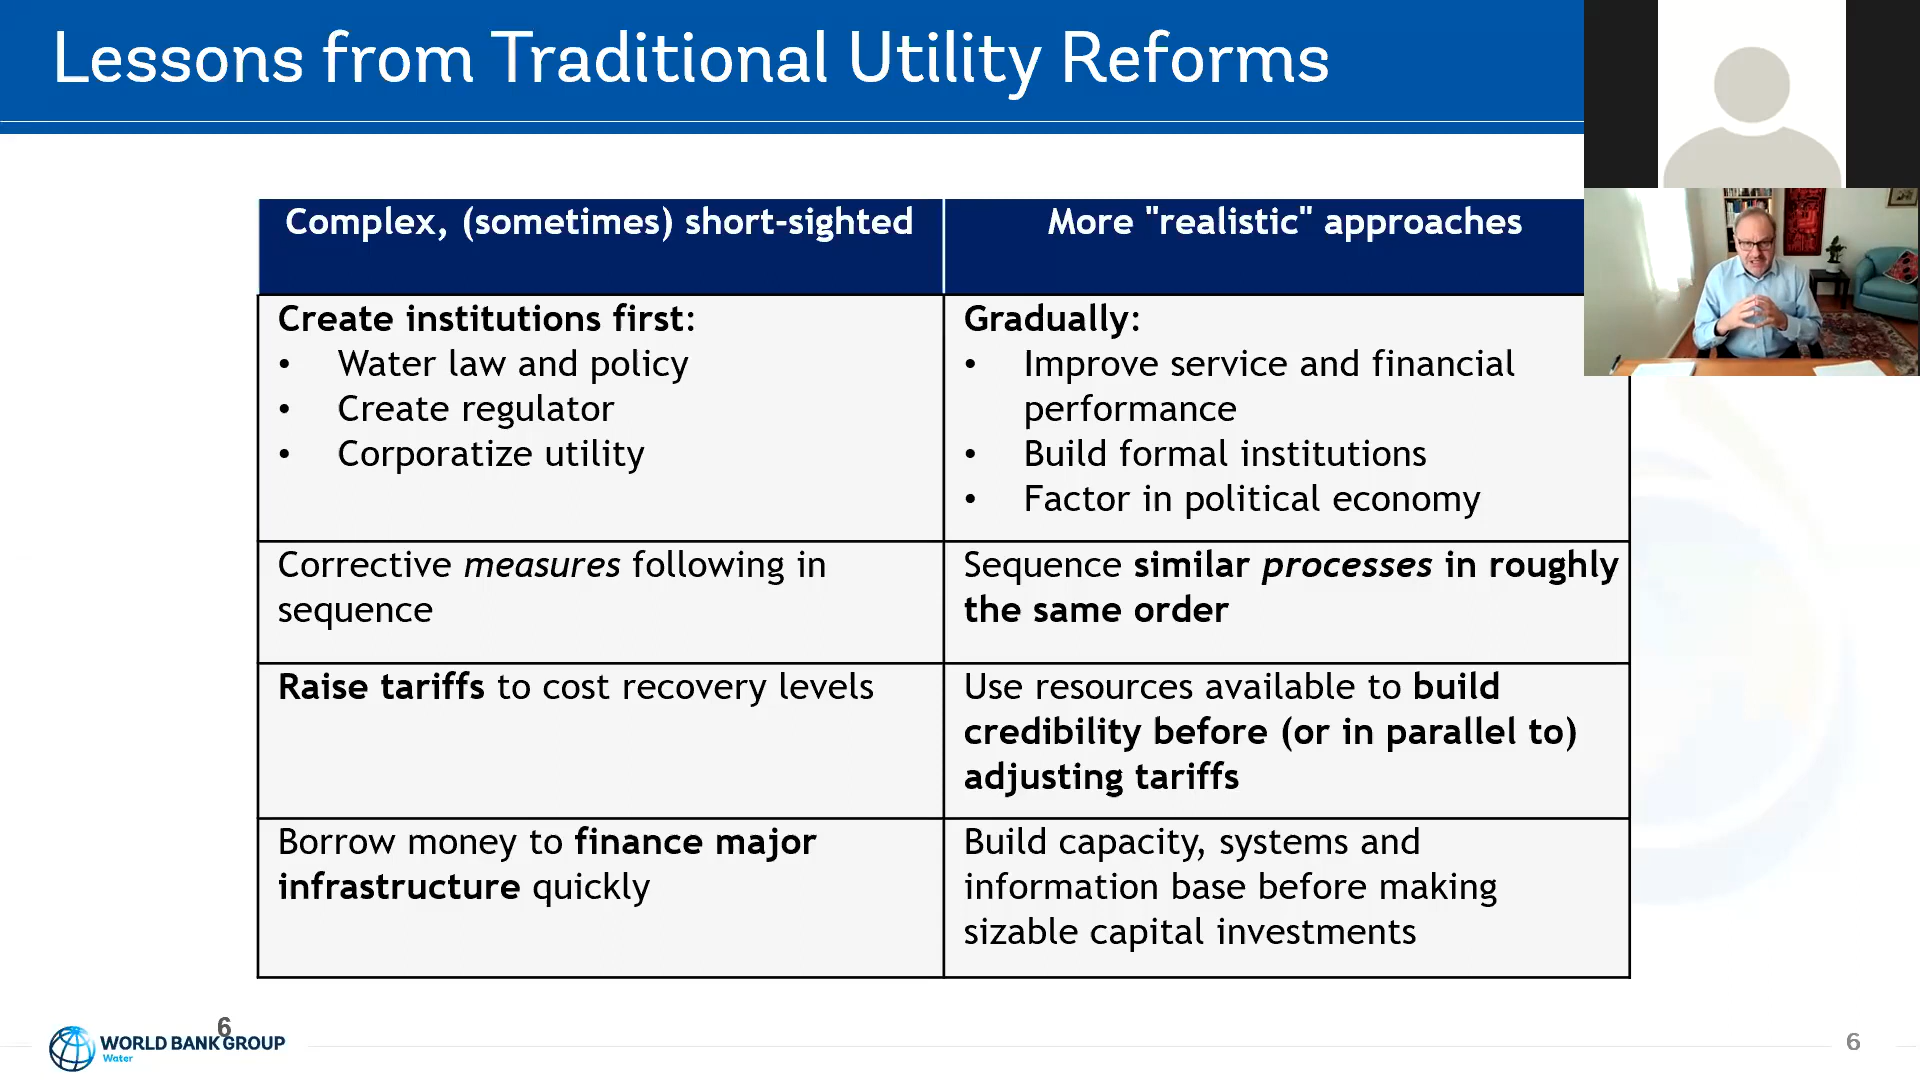 Lessons from Traditional Utility Reforms
Complex, (sometimes) short-sighted
More "realistic" approaches
Create institutions first:
• Water law and policy
• Create regulator
• Corporatize utility
Gradually:
• Improve service and financial
performance
• Build formal institutions
• Factor in political economy
Corrective measures following in
sequence
Sequence similar processes in roughly
the same order
Raise tariffs to cost recovery levels
Use resources available to build
credibility before (or in parallel to)
adjusting tariffs
Borrow money to finance major
infrastructure quickly
Build capacity, systems and
information base before making
sizable capital investments
6
WORLD BANK GROUP
Water
6